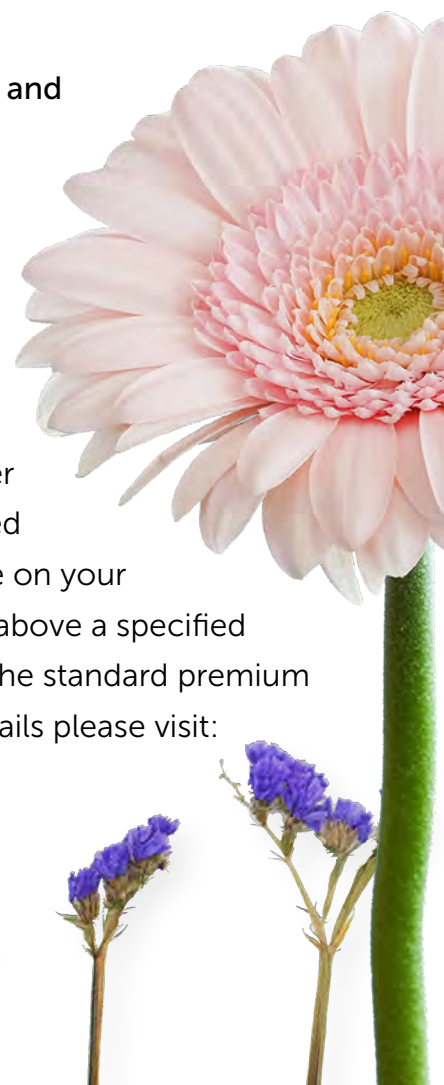 and
er
ed
e on your
above a specified
he standard premium
ails please visit: